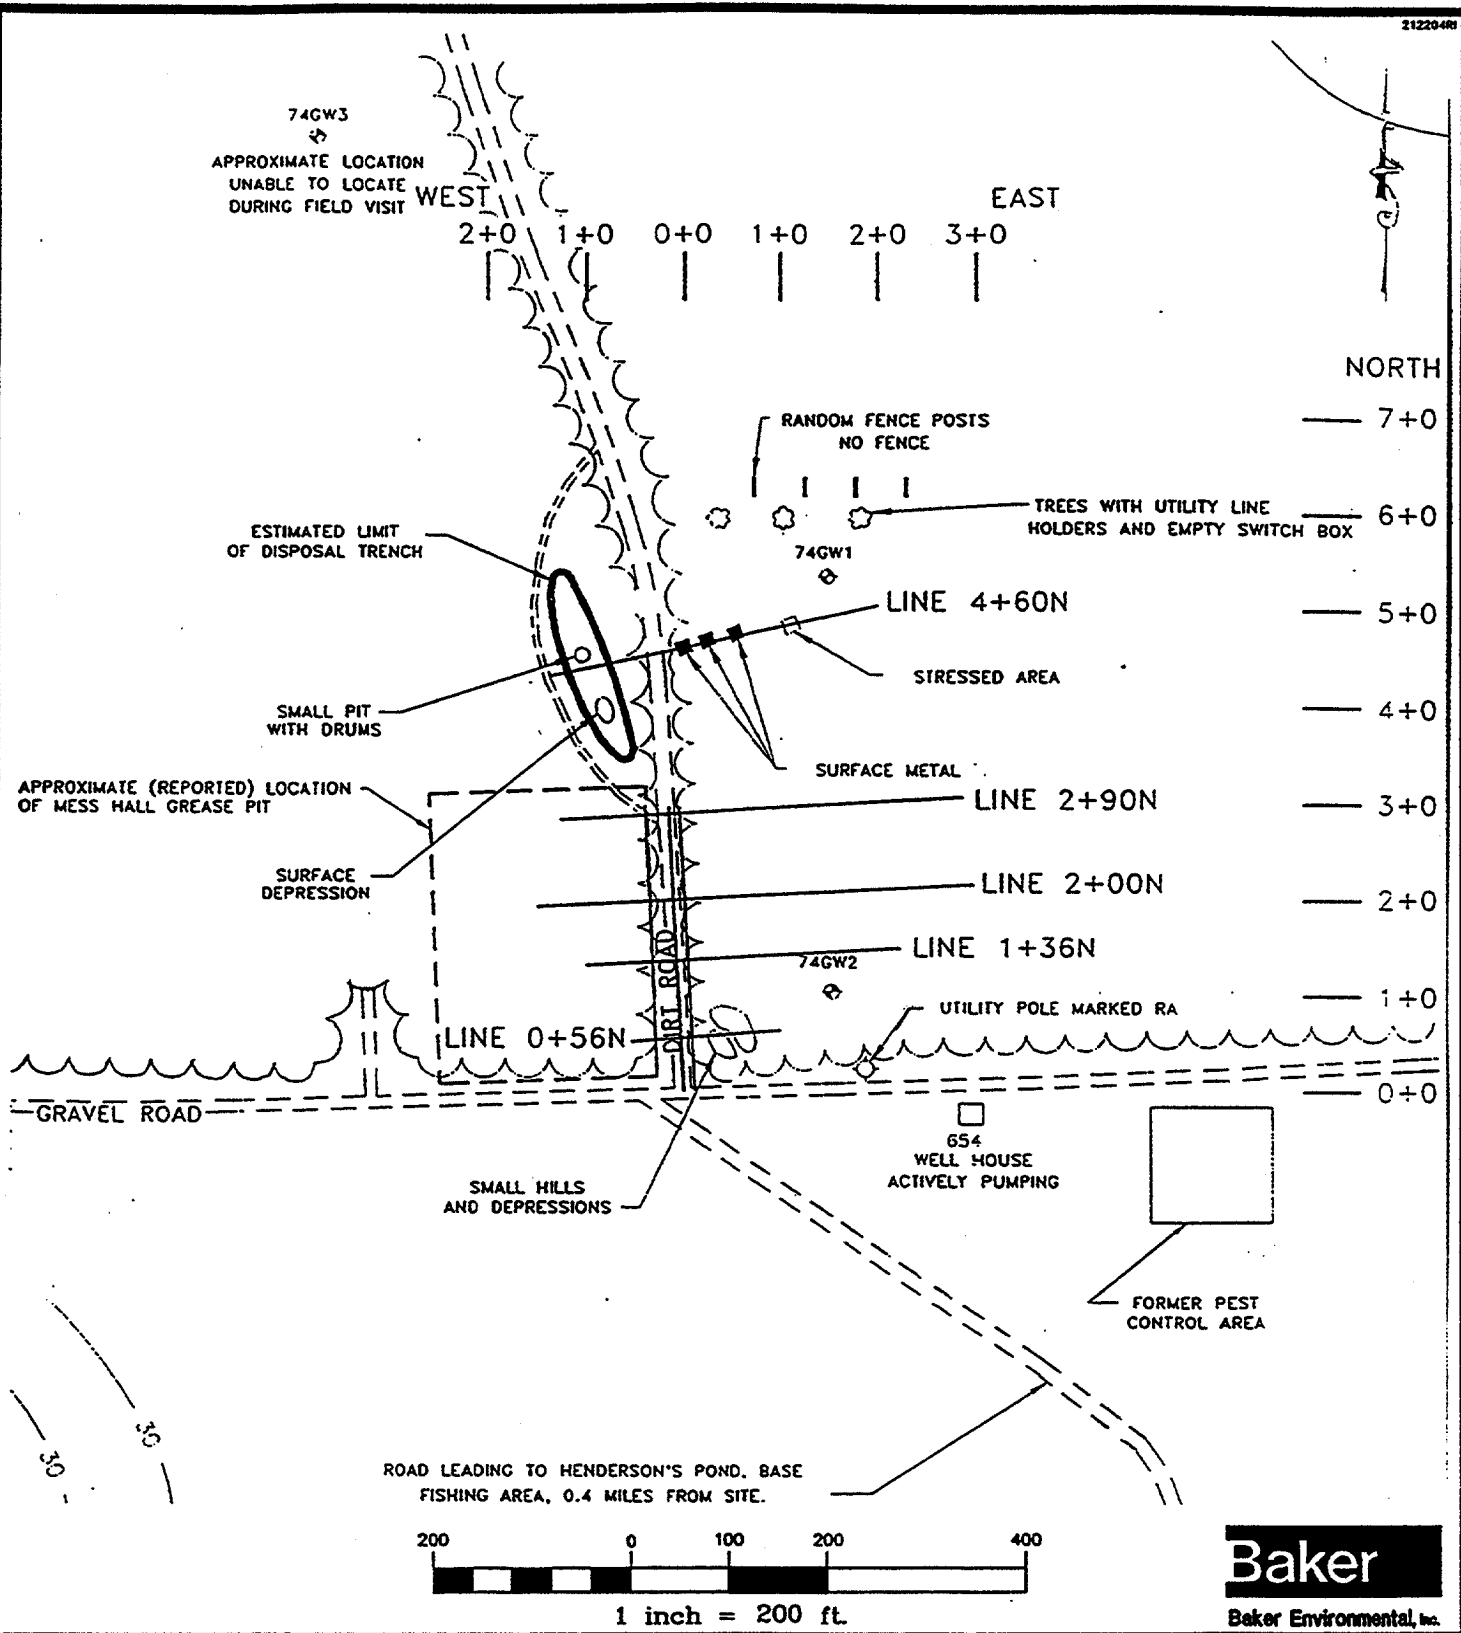 212204RI
74GW3
APPROXIMATE LOCATION
UNABLE TO LOCATE
DURING FIELD VISIT
WEST
EAST
2+0 1+0 0+0 1+0 2+0 3+0
NORTH
7+0
RANDOM FENCE POSTS
NO FENCE
TREES WITH UTILITY LINE
HOLDERS AND EMPTY SWITCH BOX
6+0
ESTIMATED LIMIT
OF DISPOSAL TRENCH
74GW1
LINE 4+60N
5+0
STRESSED AREA
SMALL PIT
WITH DRUMS
4+0
SURFACE METAL
APPROXIMATE (REPORTED) LOCATION
OF MESS HALL GREASE PIT
LINE 2+90N
3+0
SURFACE
DEPRESSION
LINE 2+00N
2+0
DIRT ROAD
LINE 1+36N
74GW2
1+0
UTILITY POLE MARKED RA
LINE 0+56N
0+0
GRAVEL ROAD
654
WELL HOUSE
ACTIVELY PUMPING
SMALL HILLS
AND DEPRESSIONS
FORMER PEST
CONTROL AREA
30
30
ROAD LEADING TO HENDERSON'S POND. BASE
FISHING AREA, 0.4 MILES FROM SITE.
200 0 100 200 400
1 inch = 200 ft.
Baker
Baker Environmental, Inc.